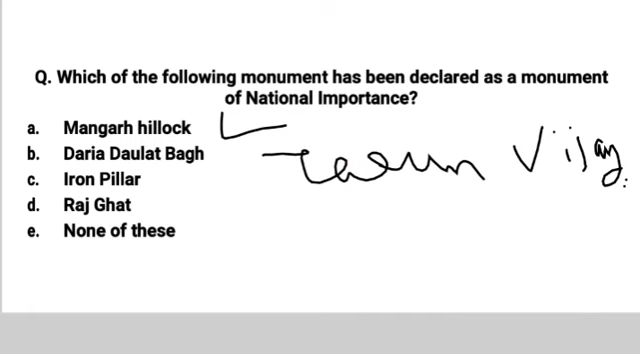 Q. Which of the following monument has been declared as a monument
of National Importance?
a. Mangarh hillock
b. Daria Daulat Bagh
c. Iron Pillar
d. Raj Ghat
e. None of these
Tarun Vijay.